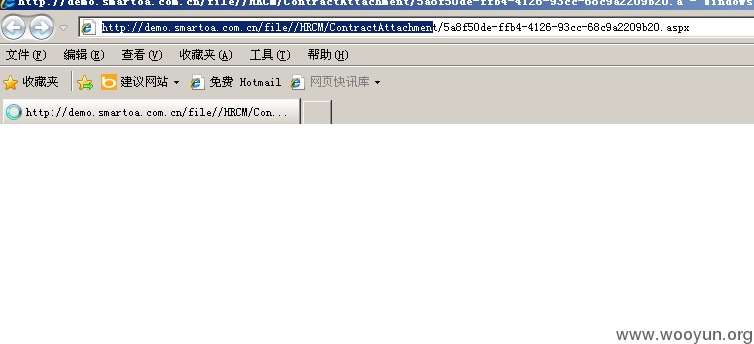 http://demo.smartoa.com.cn/file//HRCM/ContractAttachment/5a8f50de-ffb4-4126-93cc-68c9a2209b20.a - Windows
http://demo.smartoa.com.cn/file//HRCM/ContractAttachment/5a8f50de-ffb4-4126-93cc-68c9a2209b20.aspx
文件(F) 编辑(E) 查看(V) 收藏夹(A) 工具(T) 帮助(H)
收藏夹 建议网站 免费 Hotmail 网页快讯库
http://demo.smartoa.com.cn/file//HRCM/Con...
www.wooyun.org